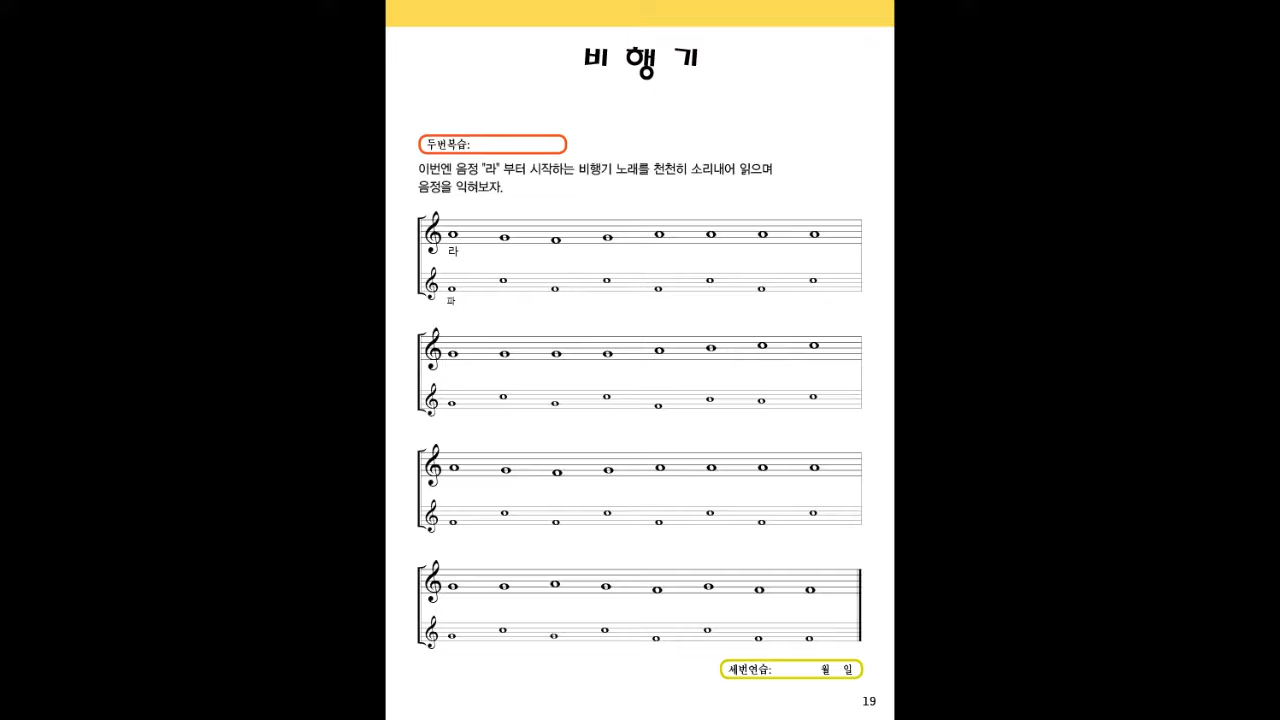 비 행 기
두번복습:
이번엔 음정 "라" 부터 시작하는 비행기 노래를 천천히 소리내어 읽으며
음정을 익혀보자.
라
파
세번연습: 월 일
19